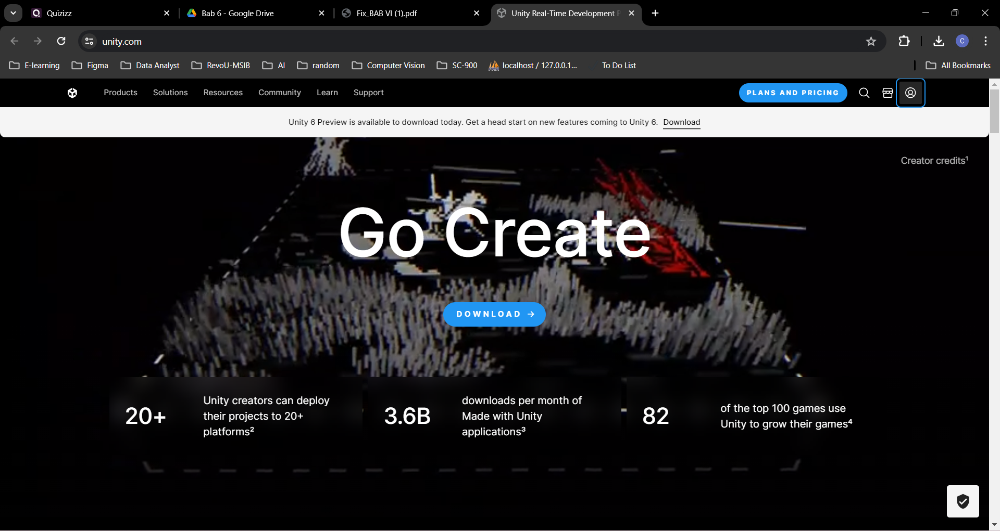 Quizizz
Bab 6 - Google Drive
Fix_BAB VI (1).pdf
Unity Real-Time Development P
unity.com
C
E-learning
Figma
Data Analyst
RevoU-MSIB
AI
random
Computer Vision
SC-900
localhost / 127.0.0.1...
To Do List
All Bookmarks
Products
Solutions
Resources
Community
Learn
Support
PLANS AND PRICING
Unity 6 Preview is available to download today. Get a head start on new features coming to Unity 6. Download
Creator credits¹
Go Create
DOWNLOAD →
20+
Unity creators can deploy
their projects to 20+
platforms²
3.6B
downloads per month of
Made with Unity
applications³
82
of the top 100 games use
Unity to grow their games⁴